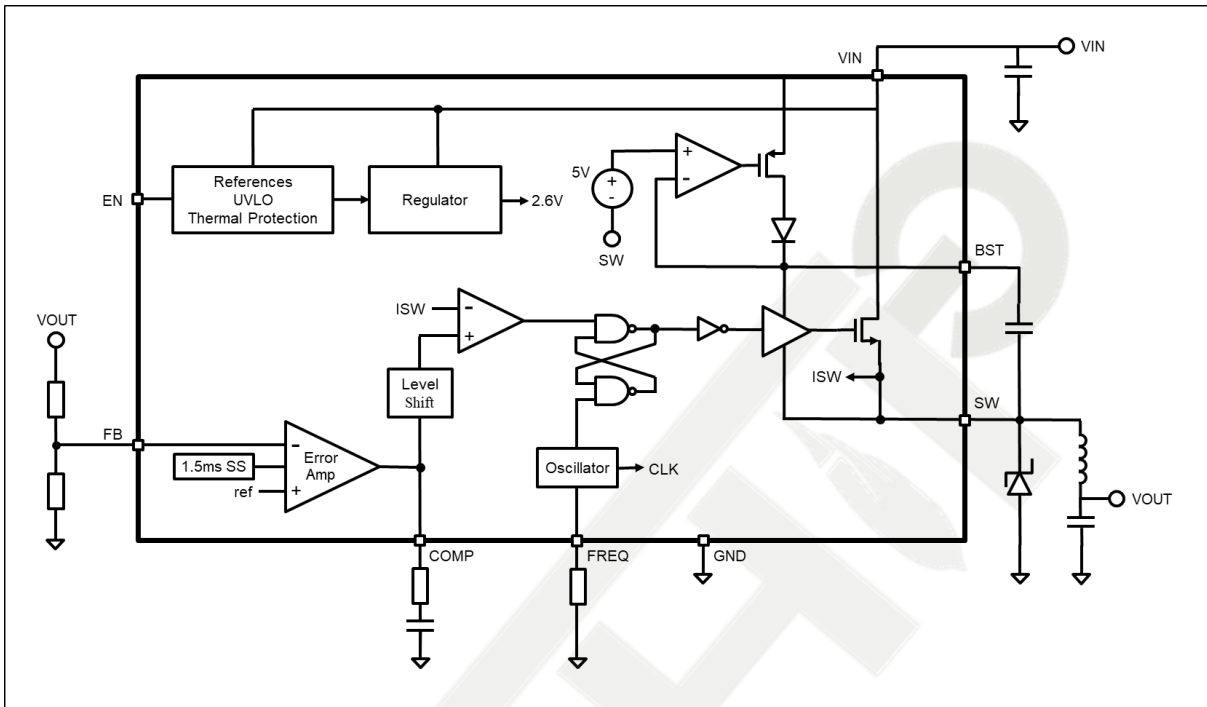 VIN
VIN
5V
+
-
+
-
SW
EN
References
UVLO
Thermal Protection
Regulator
2.6V
BST
ISW
-
+
VOUT
Level
Shift
ISW
SW
FB
1.5ms SS
ref
-
+
Error
Amp
Oscillator
CLK
VOUT
COMP
FREQ
GND